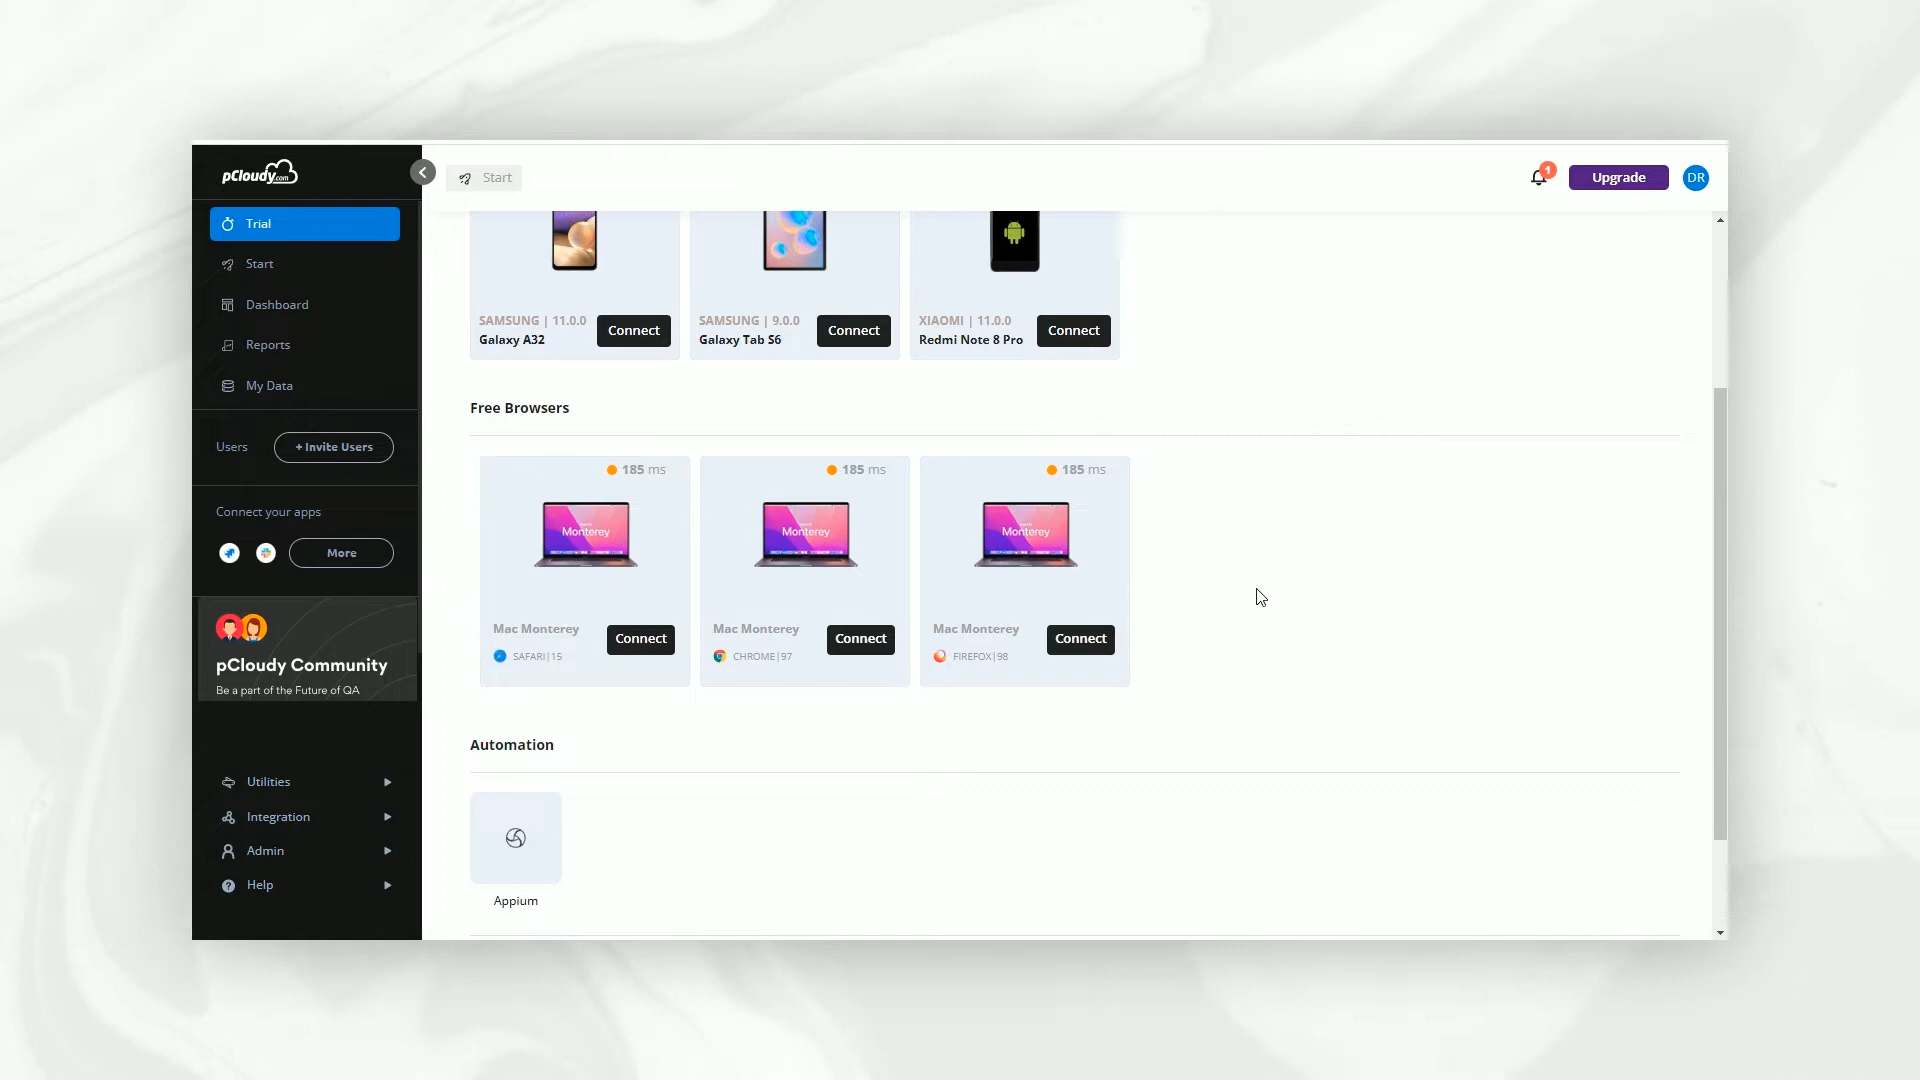 pCloudy.com
Start
1
Upgrade
DR
Trial
Start
Dashboard
Reports
My Data
Users
+ Invite Users
Connect your apps
More
pCloudy Community
Be a part of the Future of QA
Utilities
Integration
Admin
Help
SAMSUNG | 11.0.0
Galaxy A32
Connect
SAMSUNG | 9.0.0
Galaxy Tab S6
Connect
XIAOMI | 11.0.0
Redmi Note 8 Pro
Connect
Free Browsers
185 ms
Monterey
Mac Monterey
SAFARI|15
Connect
185 ms
Monterey
Mac Monterey
CHROME|97
Connect
185 ms
Monterey
Mac Monterey
FIREFOX|98
Connect
Automation
Appium